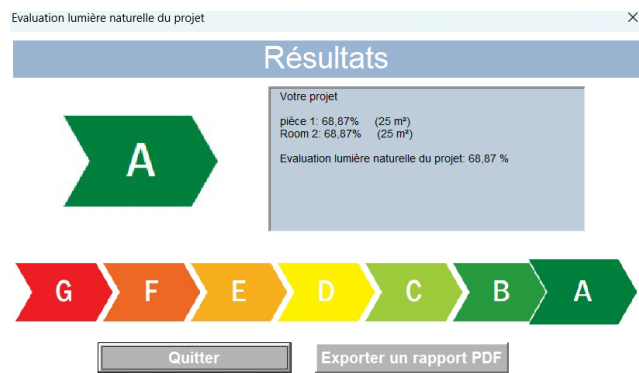 Evaluation lumière naturelle du projet
Résultats
Votre projet
pièce 1: 68,87% (25 m²)
Room 2: 68,87% (25 m²)
Evaluation lumière naturelle du projet: 68,87 %
A
G F E D C B A
Quitter Exporter un rapport PDF